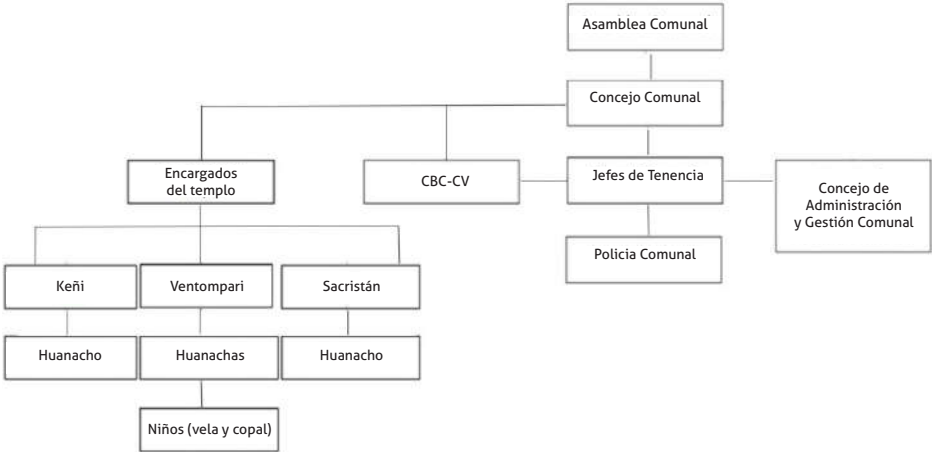 Asamblea Comunal
Concejo Comunal
Encargados
del templo
CBC-CV
Jefes de Tenencia
Concejo de
Administración
y Gestión Comunal
Policia Comunal
Keñi
Ventompari
Sacristán
Huanacho
Huanachas
Huanacho
Niños (vela y copal)